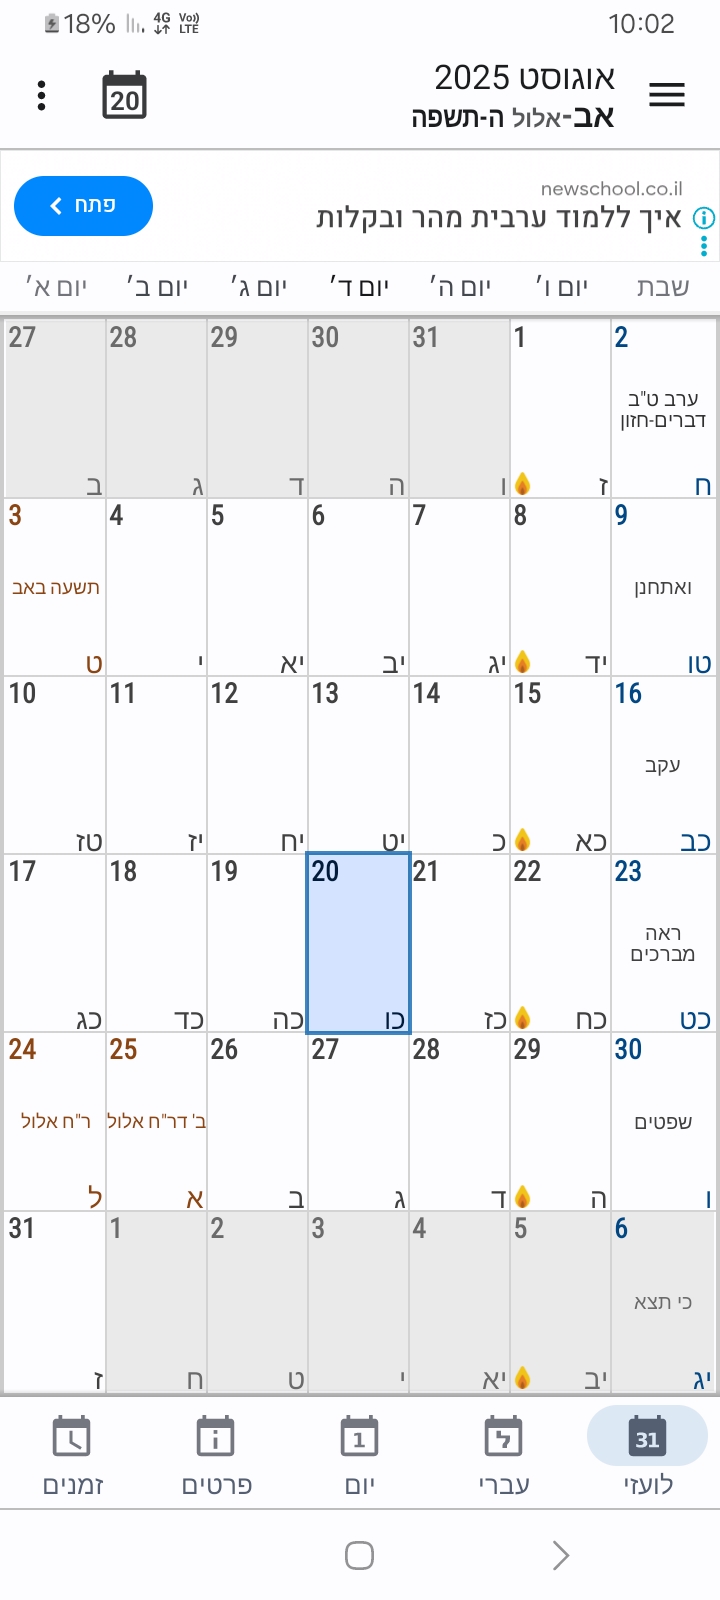 10:02
18% 4G Vo)) LTE
אוגוסט 2025
אב-אלול ה-תשפה
20
newschool.co.il
איך ללמוד ערבית מהר ובקלות
פתח
יום א׳ יום ב׳ יום ג׳ יום ד׳ יום ה׳ יום ו׳ שבת
27 28 29 30 31 1 2
ערב ט"ב
דברים-חזון
ב ג ד ה ו ז ח
3 4 5 6 7 8 9
תשעה באב ואתחנן
ט י יא יב יג יד טו
10 11 12 13 14 15 16
עקב
טז יז יח יט כ כא כב
17 18 19 20 21 22 23
ראה
מברכים
כג כד כה כו כז כח כט
24 25 26 27 28 29 30
ר"ח אלול ב' דר"ח אלול שפטים
ל א ב ג ד ה ו
31 1 2 3 4 5 6
כי תצא
ז ח ט י יא יב יג
31 ל 1 i
לועזי עברי יום פרטים זמנים